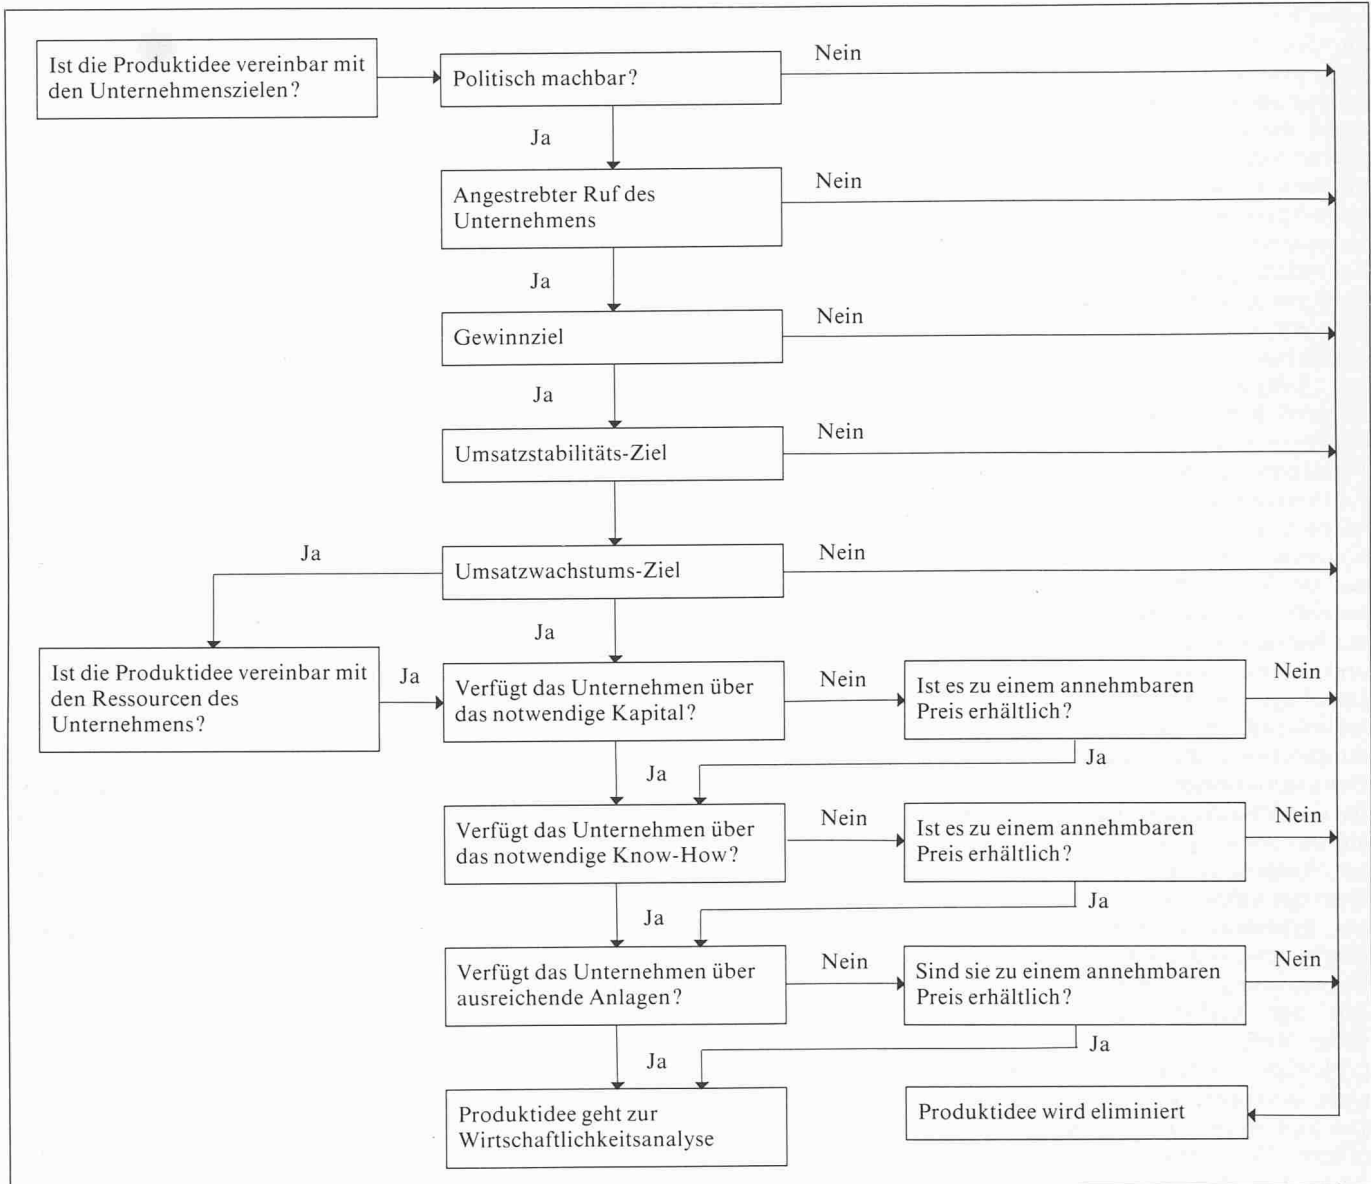 Ist die Produktidee vereinbar mit
den Unternehmenszielen?
Politisch machbar?
Nein
Ja
Angestrebter Ruf des
Unternehmens
Nein
Ja
Gewinnziel
Nein
Ja
Umsatzstabilitäts-Ziel
Nein
Ja
Umsatzwachstums-Ziel
Nein
Ja
Ist die Produktidee vereinbar mit
den Ressourcen des
Unternehmens?
Ja
Verfügt das Unternehmen über
das notwendige Kapital?
Nein
Ist es zu einem annehmbaren
Preis erhältlich?
Nein
Ja
Ja
Verfügt das Unternehmen über
das notwendige Know-How?
Nein
Ist es zu einem annehmbaren
Preis erhältlich?
Nein
Ja
Ja
Verfügt das Unternehmen über
ausreichende Anlagen?
Nein
Sind sie zu einem annehmbaren
Preis erhältlich?
Nein
Ja
Ja
Produktidee geht zur
Wirtschaftlichkeitsanalyse
Produktidee wird eliminiert